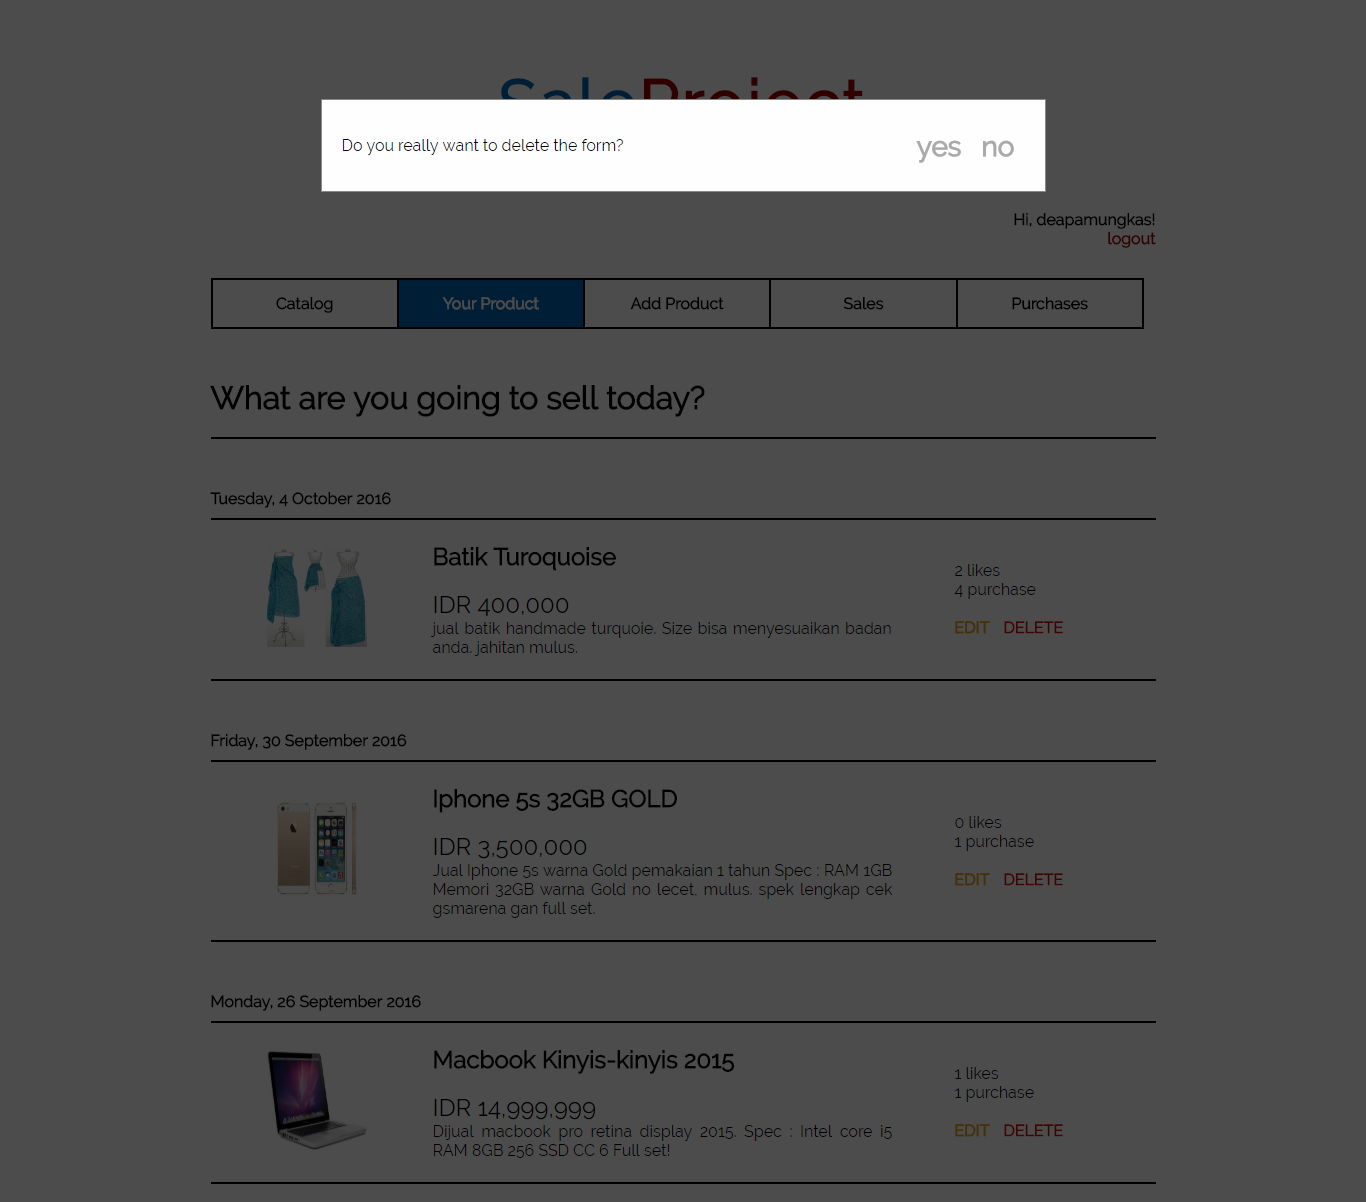 SaleProject
Do you really want to delete the form?
yes no
Hi, deapamungkas!
logout
Catalog Your Product Add Product Sales Purchases
What are you going to sell today?
Tuesday, 4 October 2016
Batik Turoquoise
IDR 400,000
jual batik handmade turquoie. Size bisa menyesuaikan badan
anda. jahitan mulus.
2 likes
4 purchase
EDIT DELETE
Friday, 30 September 2016
Iphone 5s 32GB GOLD
IDR 3,500,000
Jual Iphone 5s warna Gold pemakaian 1 tahun Spec : RAM 1GB
Memori 32GB warna Gold no lecet, mulus. spek lengkap cek
gsmarena gan full set.
0 likes
1 purchase
EDIT DELETE
Monday, 26 September 2016
Macbook Kinyis-kinyis 2015
IDR 14,999,999
Dijual macbook pro retina display 2015. Spec : Intel core i5
RAM 8GB 256 SSD CC 6 Full set!
1 likes
1 purchase
EDIT DELETE